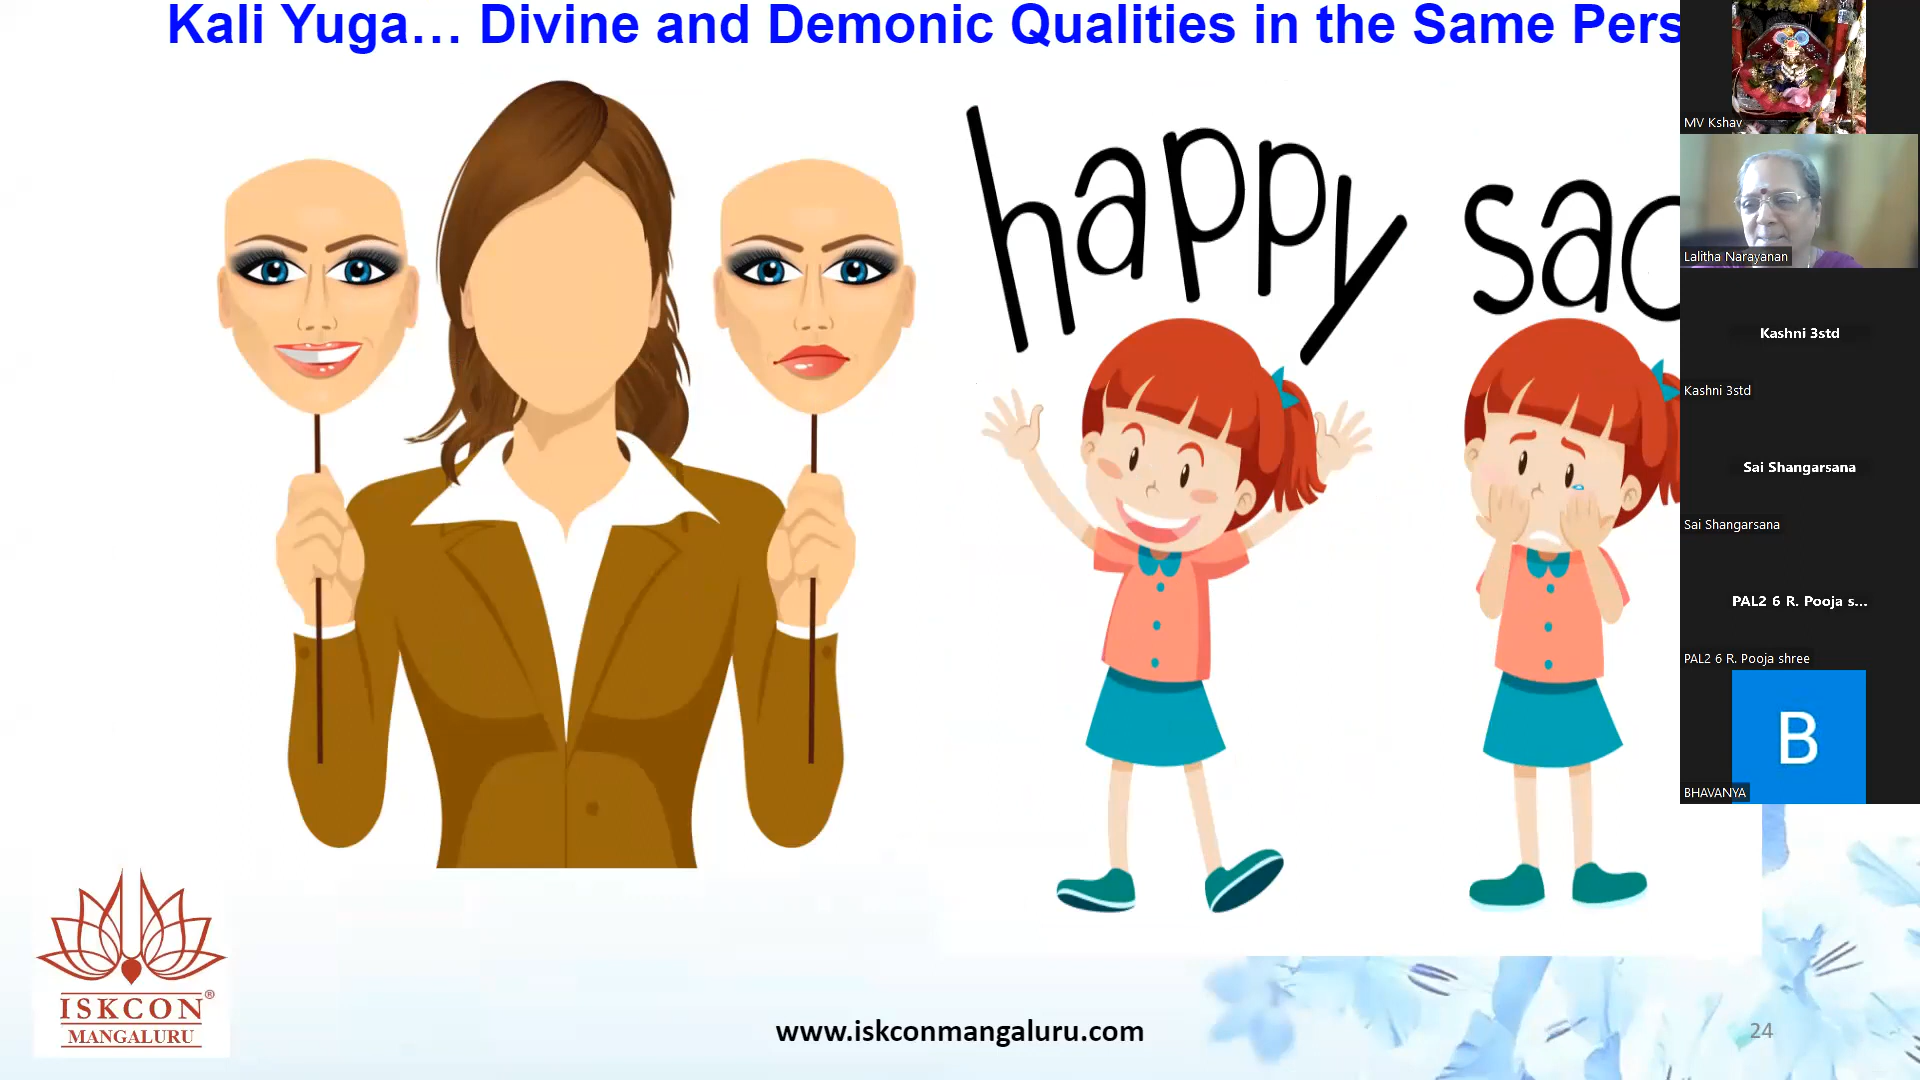 Kali Yuga… Divine and Demonic Qualities in the Same Pers
happy
sad
MV Kshav
Lalitha Narayanan
Kashni 3std
Kashni 3std
Sai Shangarsana
Sai Shangarsana
PAL2 6 R. Pooja s...
PAL2 6 R. Pooja shree
B
BHAVANYA
ISKCON®
MANGALURU
www.iskconmangaluru.com
24